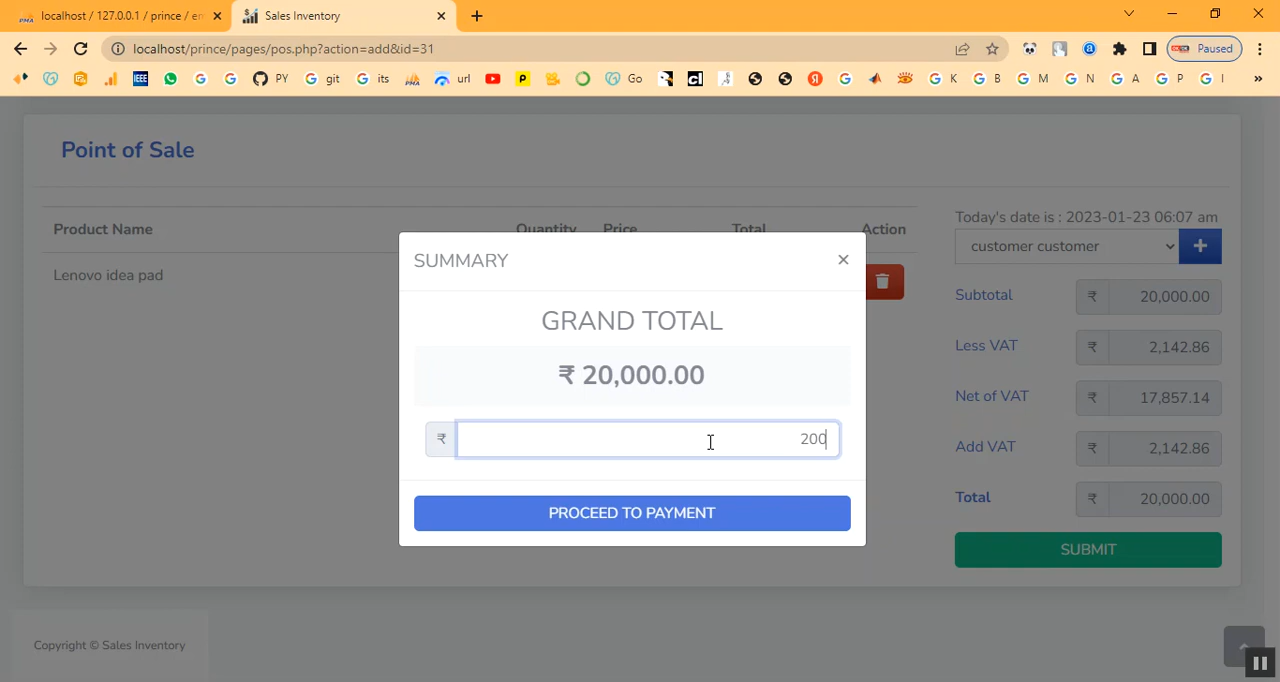 localhost / 127.0.0.1 / prince / em
Sales Inventory
localhost/prince/pages/pos.php?action=add&id=31
Paused
PY
git
its
url
Go
K
B
M
N
A
P
I
Point of Sale
Product Name
Quantity
Price
Total
Action
Lenovo idea pad
Today's date is : 2023-01-23 06:07 am
customer customer
Subtotal ₹ 20,000.00
Less VAT ₹ 2,142.86
Net of VAT ₹ 17,857.14
Add VAT ₹ 2,142.86
Total ₹ 20,000.00
SUBMIT
SUMMARY
×
GRAND TOTAL
₹ 20,000.00
₹ 200
PROCEED TO PAYMENT
Copyright © Sales Inventory